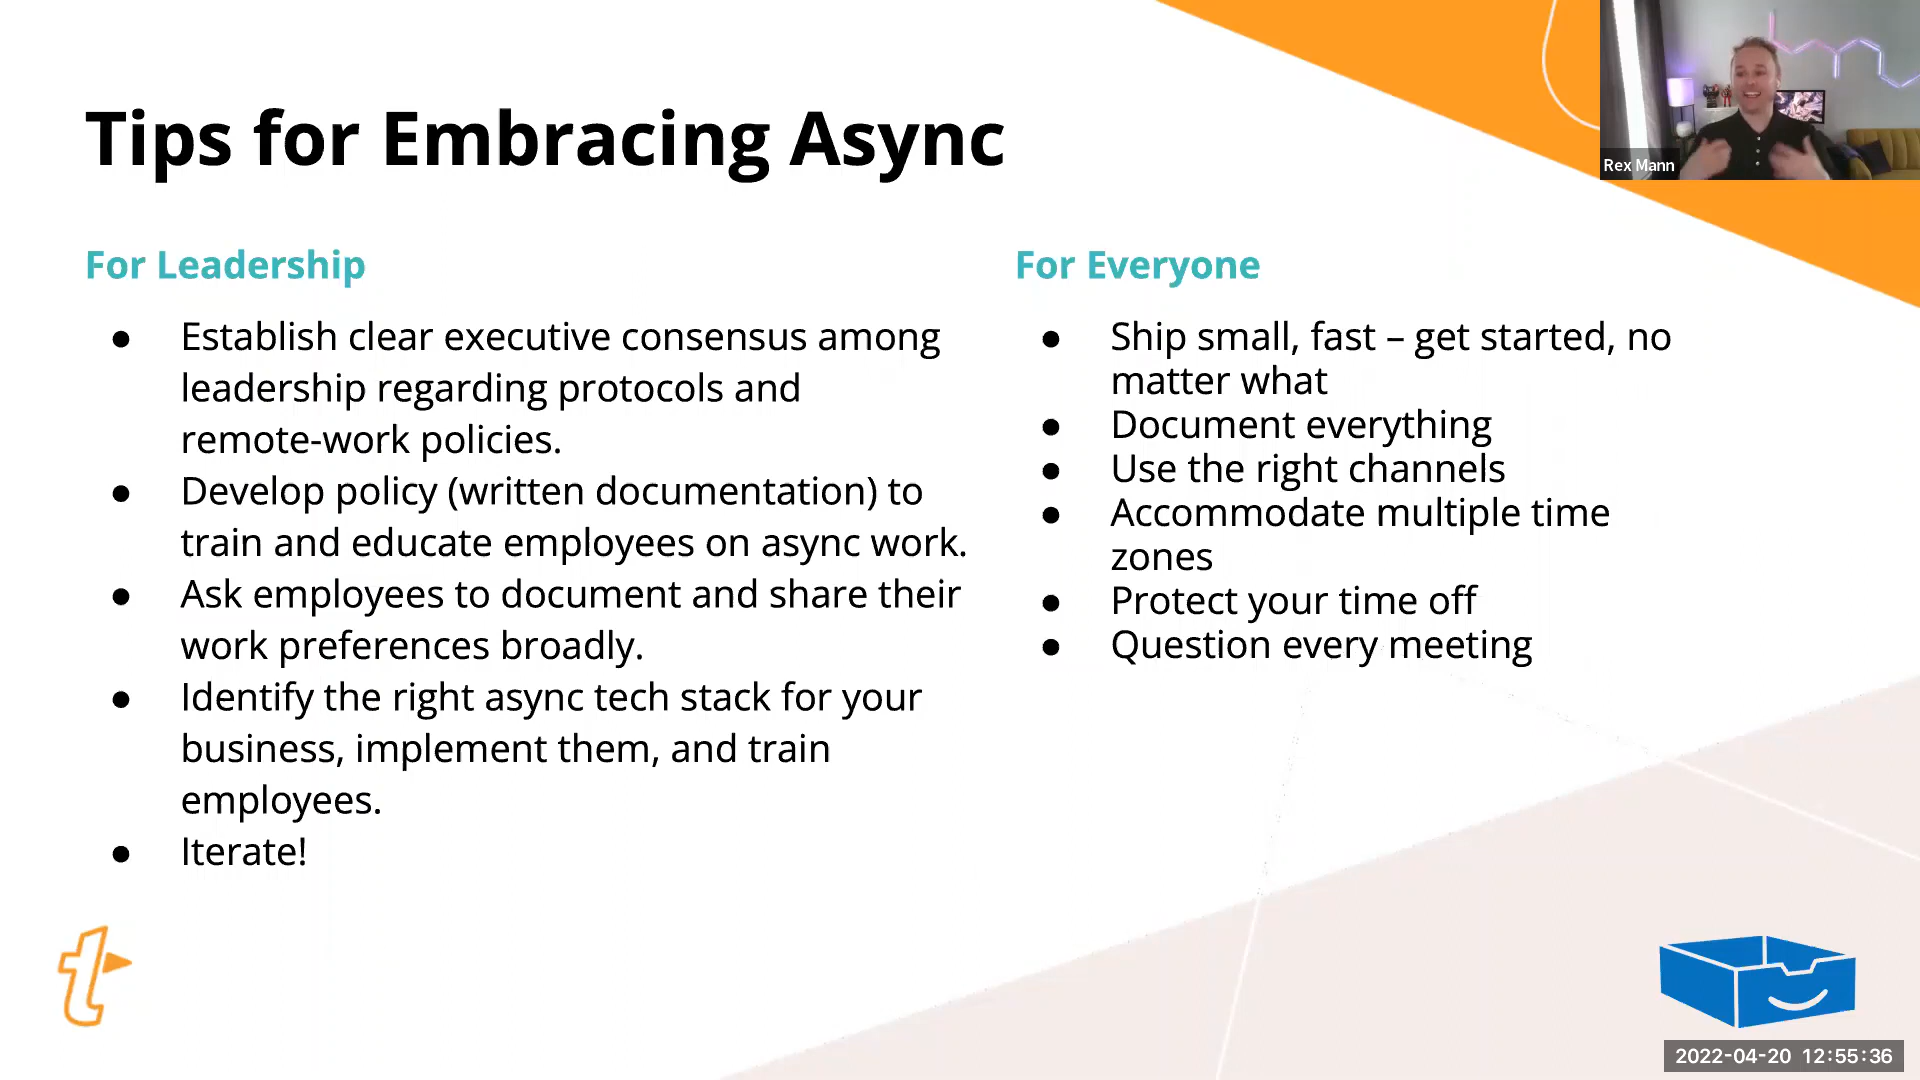 Tips for Embracing Async
Rex Mann
For Leadership
● Establish clear executive consensus among
leadership regarding protocols and
remote-work policies.
● Develop policy (written documentation) to
train and educate employees on async work.
● Ask employees to document and share their
work preferences broadly.
● Identify the right async tech stack for your
business, implement them, and train
employees.
● Iterate!
For Everyone
● Ship small, fast – get started, no
matter what
● Document everything
● Use the right channels
● Accommodate multiple time
zones
● Protect your time off
● Question every meeting
t
2022-04-20 12:55:36